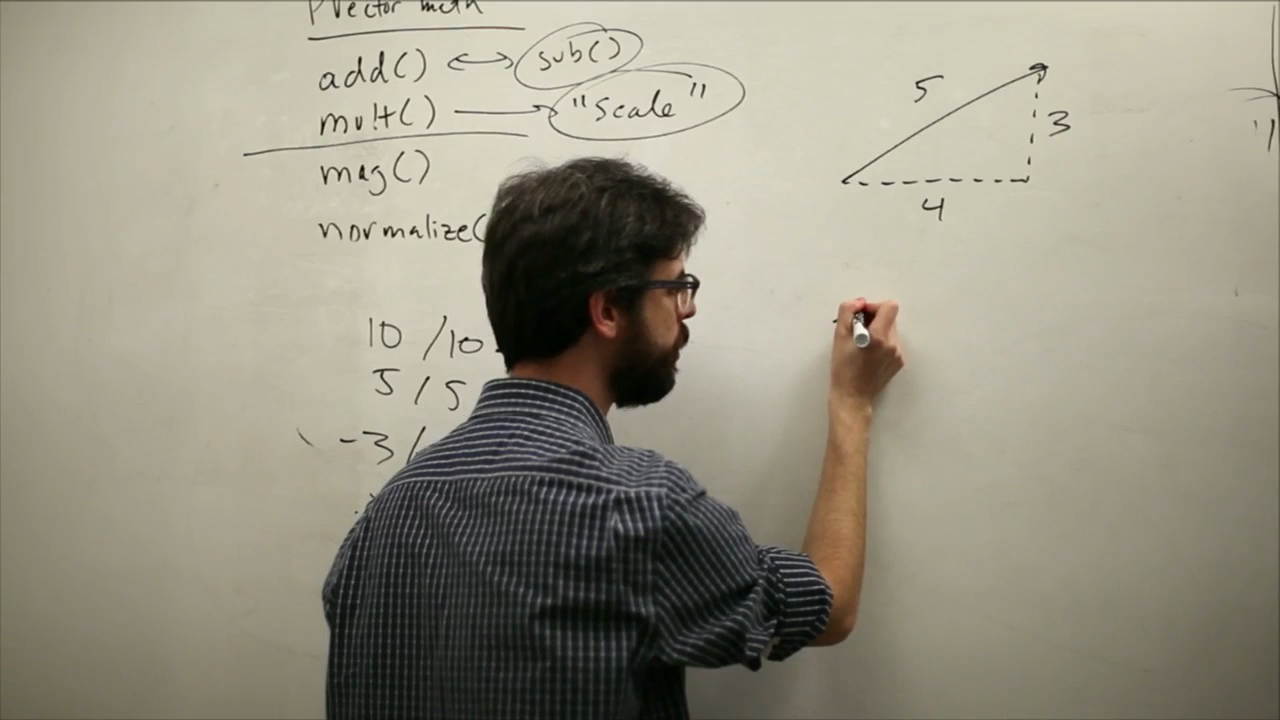 PVector math
add() ↔ sub()
mult() → "scale"
mag()
normalize(
10 /10
5 / 5
-3/
5
3
4